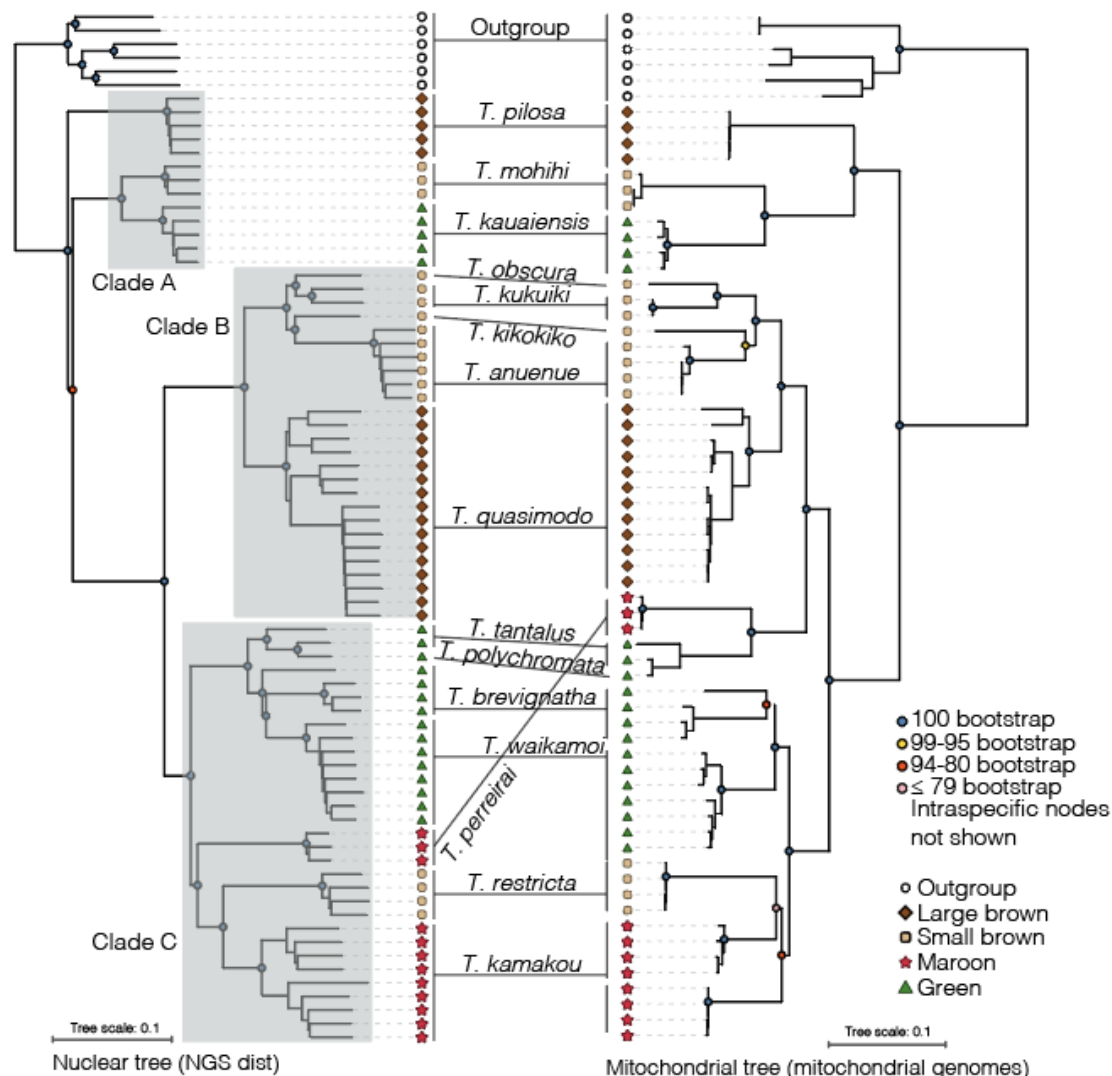 Outgroup
T. pilosa
T. mohihi
T. kauaiensis
Clade A
T. obscura
T. kukuiki
Clade B
T. kikokiko
T. anuenue
T. quasimodo
T. tantalus
T. polychromata
T. brevignatha
T. waikamoi
T. perreirai
T. restricta
Clade C
T. kamakou
100 bootstrap
99-95 bootstrap
94-80 bootstrap
≤ 79 bootstrap
Intraspecific nodes
not shown
Outgroup
Large brown
Small brown
Maroon
Green
Tree scale: 0.1
Tree scale: 0.1
Nuclear tree (NGS dist)
Mitochondrial tree (mitochondrial genomes)